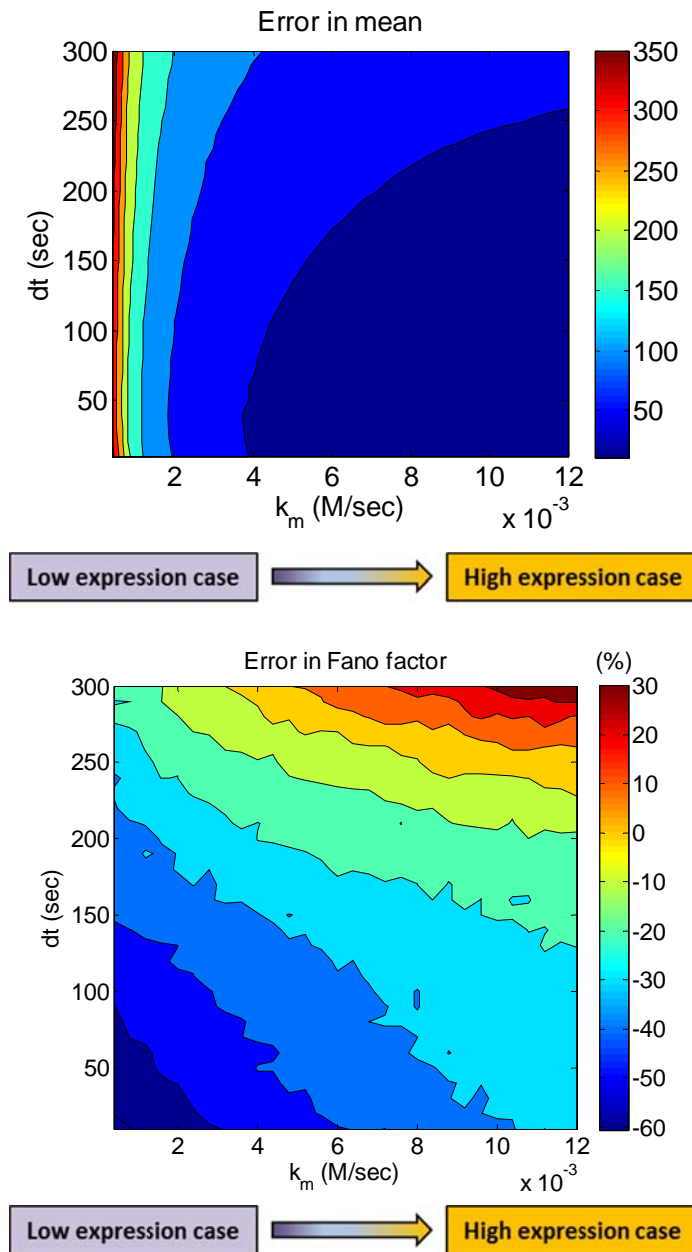 Error in mean
300
250
200
150
100
50
dt (sec)
2 4 6 8 10 12
k_m (M/sec)
x 10^-3
350
300
250
200
150
100
50
Low expression case
High expression case
Error in Fano factor
(%)
300
250
200
150
100
50
dt (sec)
2 4 6 8 10 12
k_m (M/sec)
x 10^-3
30
20
10
0
-10
-20
-30
-40
-50
-60
Low expression case
High expression case